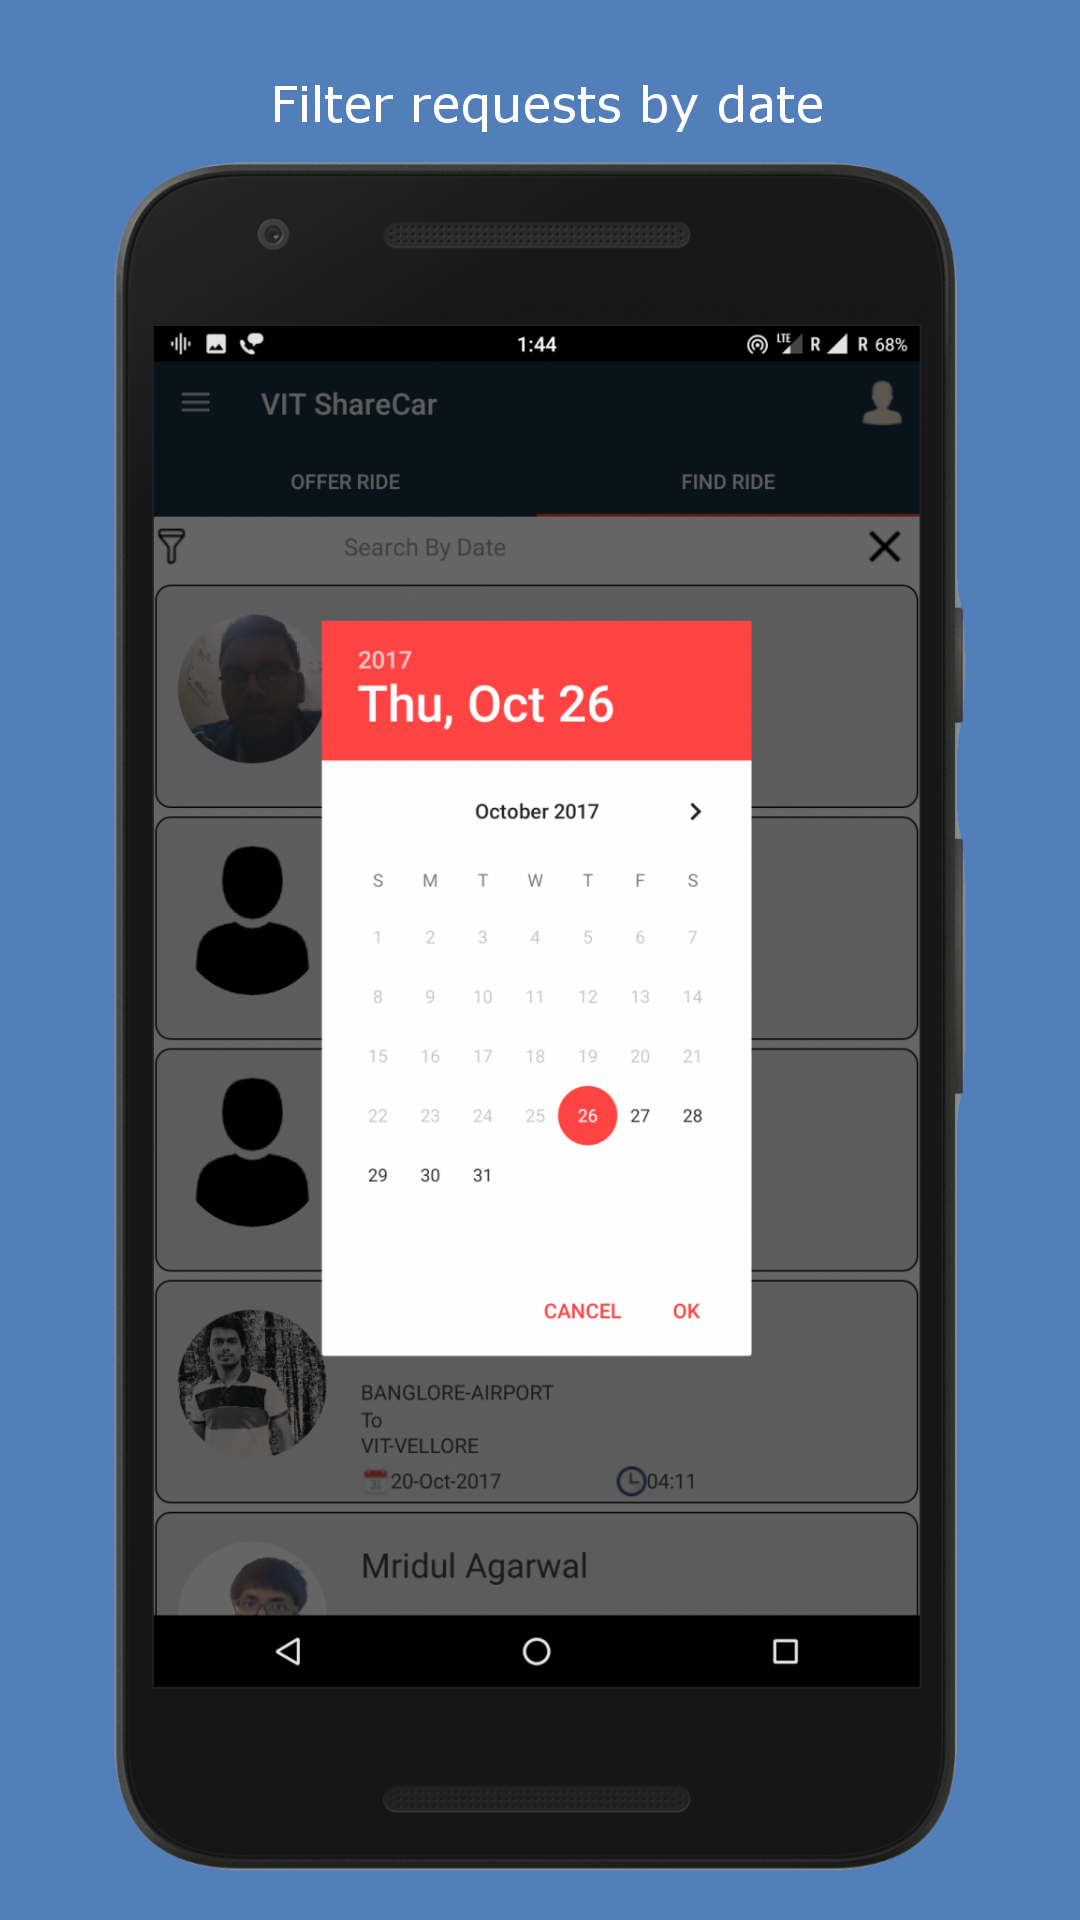 Filter requests by date
1:44
LTE R R 68%
VIT ShareCar
OFFER RIDE FIND RIDE
Search By Date
2017
Thu, Oct 26
October 2017
S M T W T F S
1 2 3 4 5 6 7
8 9 10 11 12 13 14
15 16 17 18 19 20 21
22 23 24 25 26 27 28
29 30 31
CANCEL OK
BANGLORE-AIRPORT
To
VIT-VELLORE
31 20-Oct-2017 04:11
Mridul Agarwal